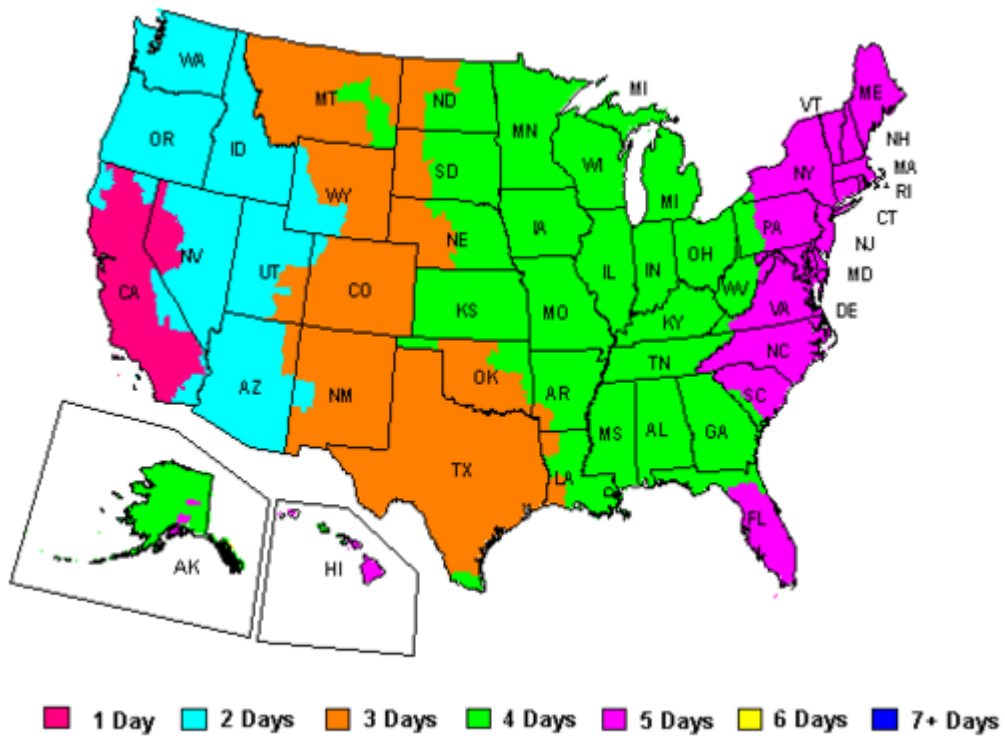 WA
MT
ND
MN
MI
VT
ME
OR
ID
SD
WI
NY
NH
MA
WY
MI
RI
CT
NE
IA
PA
NJ
NV
UT
CO
IL
IN
OH
WV
MD
CA
KS
MO
KY
VA
DE
AZ
NM
OK
AR
TN
NC
SC
MS
AL
GA
TX
LA
FL
AK
HI
1 Day
2 Days
3 Days
4 Days
5 Days
6 Days
7+ Days